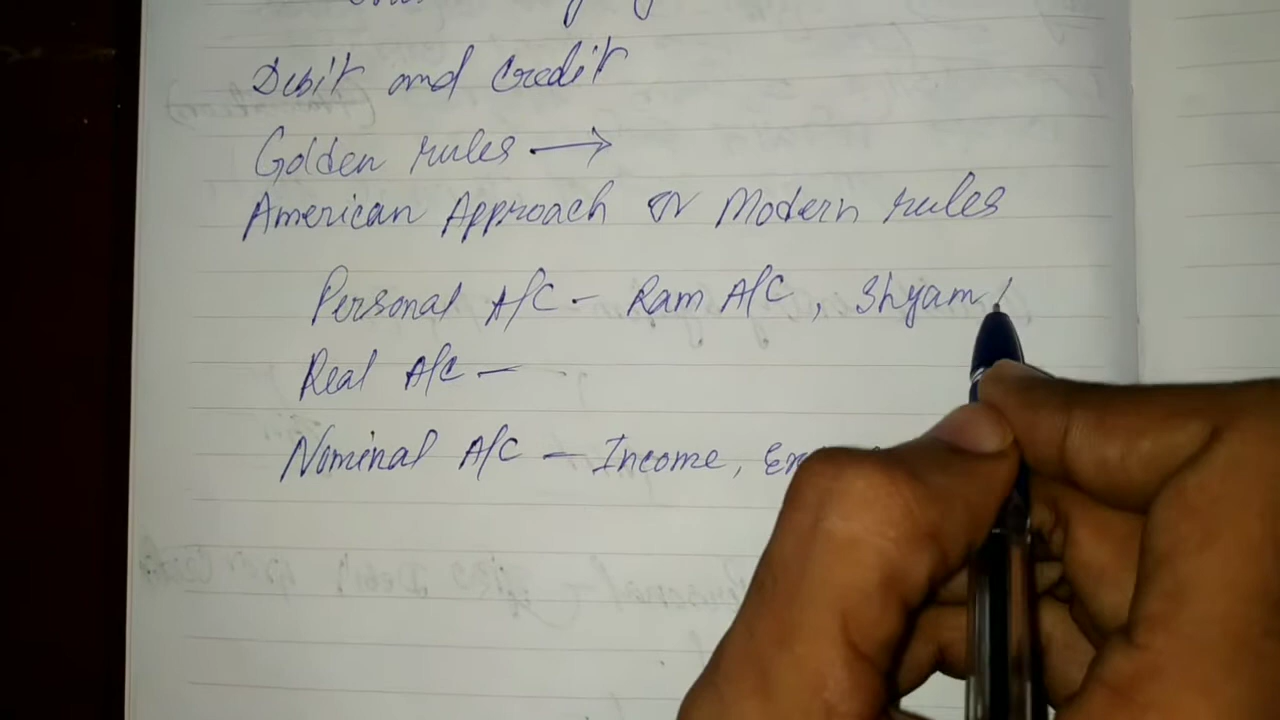 Debit and Credit
Golden rules →
American Approach or Modern rules
Personal A/C - Ram A/C, Shyam
Real A/C -
Nominal A/C - Income,